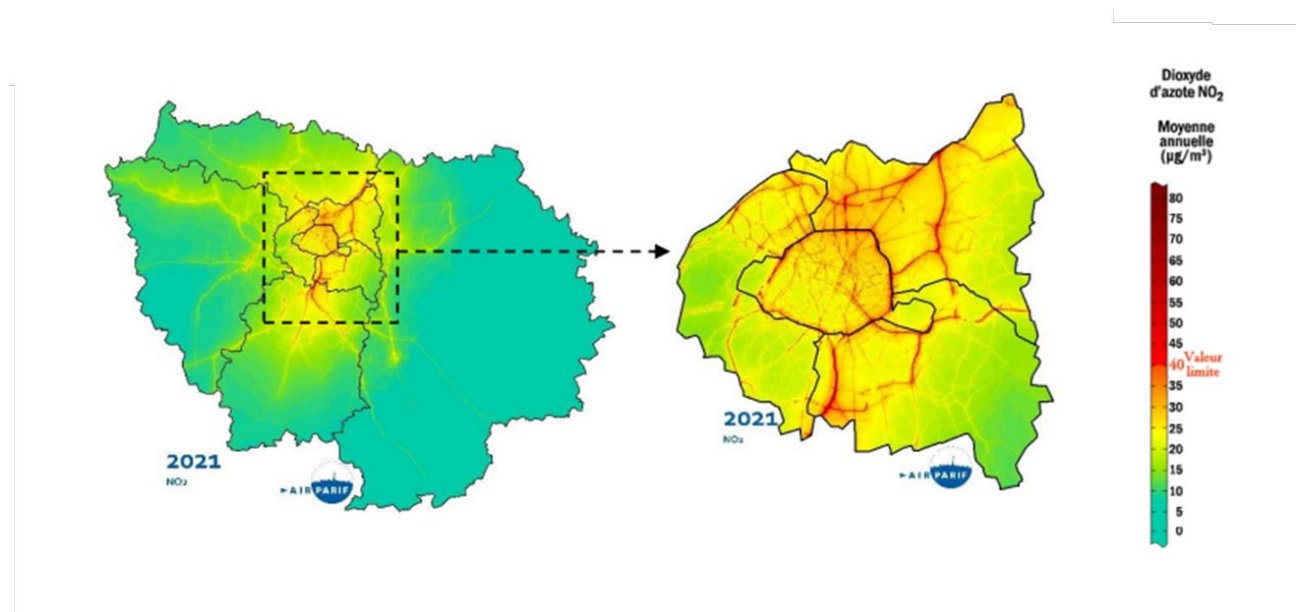 2021
NO2
AIRPARIF
2021
NO2
AIRPARIF
Dioxyde
d'azote NO2
Moyenne
annuelle
(µg/m³)
80
75
70
65
60
55
50
45
40 Valeur
limite
35
30
25
20
15
10
5
0